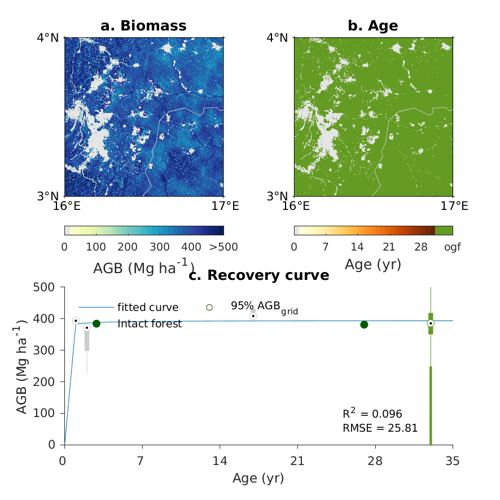 a. Biomass
b. Age
4°N
3°N
16°E
17°E
4°N
3°N
16°E
17°E
0 100 200 300 400 >500
AGB (Mg ha-1)
0 7 14 21 28 ogf
Age (yr)
c. Recovery curve
fitted curve
Intact forest
95% AGBgrid
500
400
300
200
100
0
AGB (Mg ha-1)
R2 = 0.096
RMSE = 25.81
0 7 14 21 28 35
Age (yr)